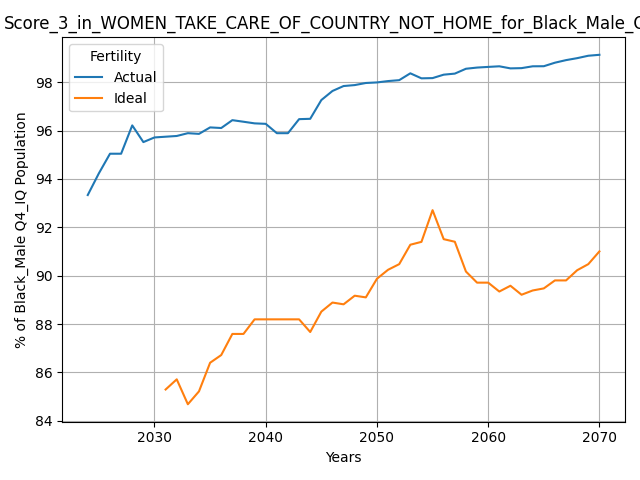 Score_3_in_WOMEN_TAKE_CARE_OF_COUNTRY_NOT_HOME_for_Black_Male_
Fertility
Actual
Ideal
98
96
94
92
90
88
86
84
% of Black_Male Q4_IQ Population
2030
2040
2050
2060
2070
Years